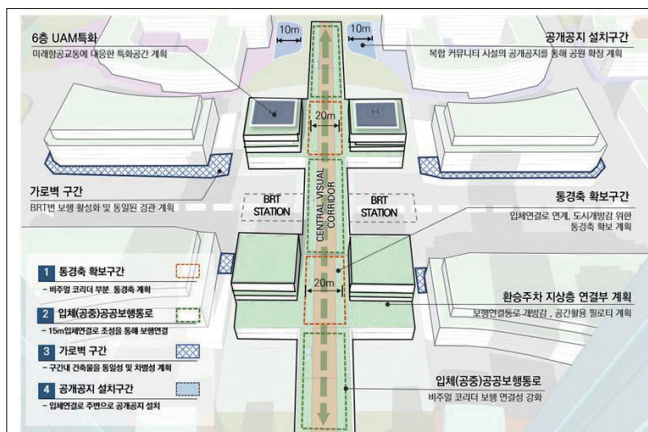 6층 UAM특화
미래항공교통에 대응한 특화공간 계획
10m
10m
공개공지 설치구간
복합 커뮤니티 시설의 공개공지를 통해 공원 확장 계획
20m
가로벽 구간
BRT변 보행 활성화 및 통일된 경관 계획
BRT
STATION
CENTRAL VISUAL
CORRIDOR
BRT
STATION
통경축 확보구간
입체연결로 연계, 도시개방감 위한
통경축 확보 계획
1 통경축 확보구간
- 비주얼 코리더 부분 통경축 계획
2 입체(공중)공공보행통로
- 15m입체연결로 조성을 통해 보행연결
3 가로벽 구간
- 구간내 건축물을 통일성 및 차별성 계획
4 공개공지 설치구간
- 입체연결로 주변으로 공개공지 설치
20m
환승주차 지상층 연결부 계획
보행연결통로 개방감, 공간활용 필로티 계획
입체(공중)공공보행통로
비주얼 코리더 보행 연결성 강화